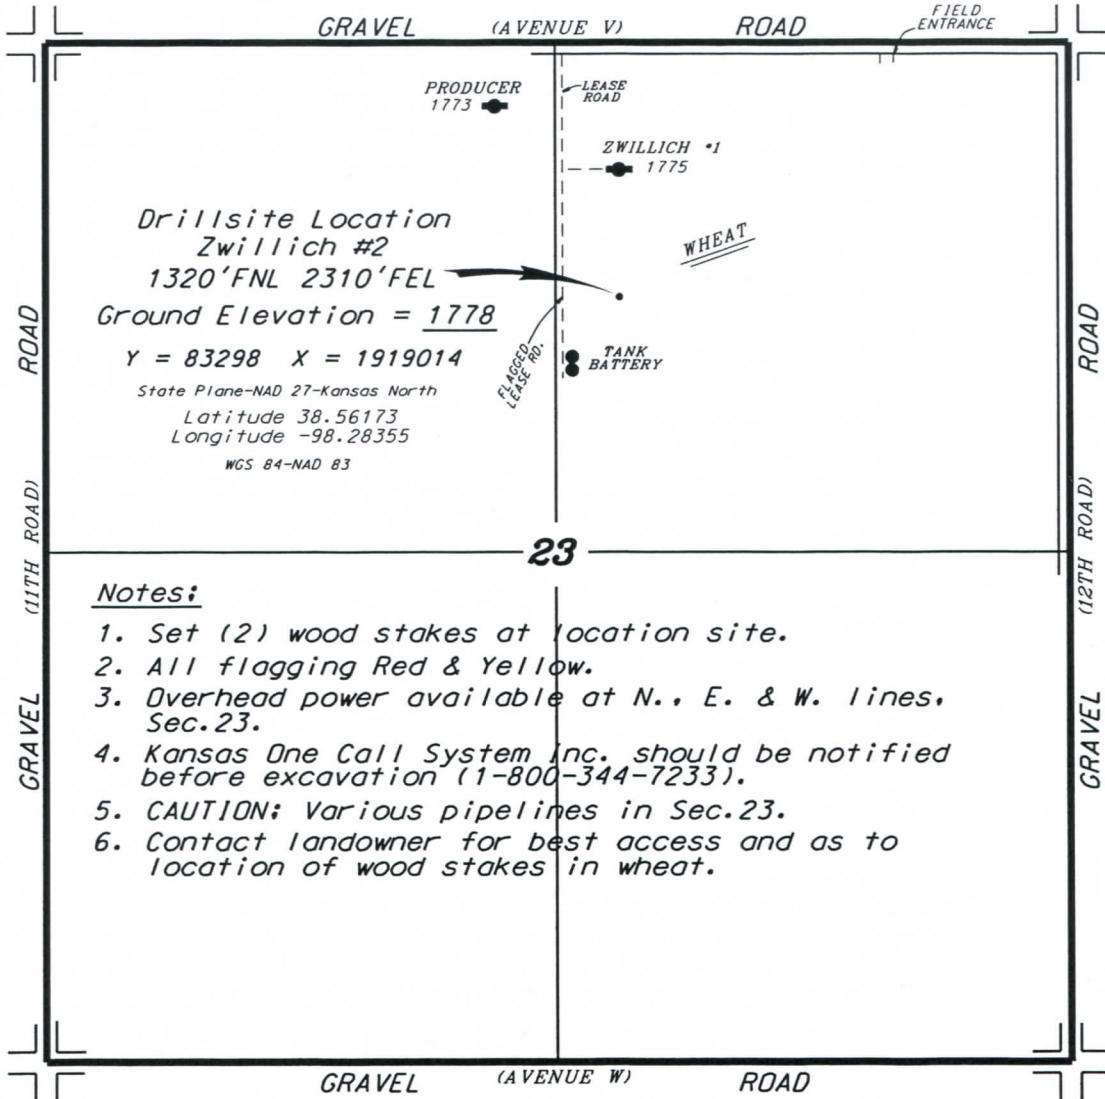 GRAVEL (AVENUE V) ROAD
FIELD
ENTRANCE
PRODUCER
1773
LEASE
ROAD
ZWILLICH #1
1775
Drillsite Location
Zwillich #2
1320'FNL 2310'FEL
Ground Elevation = 1778
Y = 83298 X = 1919014
State Plane-NAD 27-Kansas North
Latitude 38.56173
Longitude -98.28355
WGS 84-NAD 83
WHEAT
FLAGGED
LEASE RD.
TANK
BATTERY
GRAVEL (11TH ROAD) ROAD
GRAVEL (12TH ROAD) ROAD
23
Notes:
1. Set (2) wood stakes at location site.
2. All flagging Red & Yellow.
3. Overhead power available at N., E. & W. lines,
Sec.23.
4. Kansas One Call System Inc. should be notified
before excavation (1-800-344-7233).
5. CAUTION: Various pipelines in Sec.23.
6. Contact landowner for best access and as to
location of wood stakes in wheat.
GRAVEL (AVENUE W) ROAD